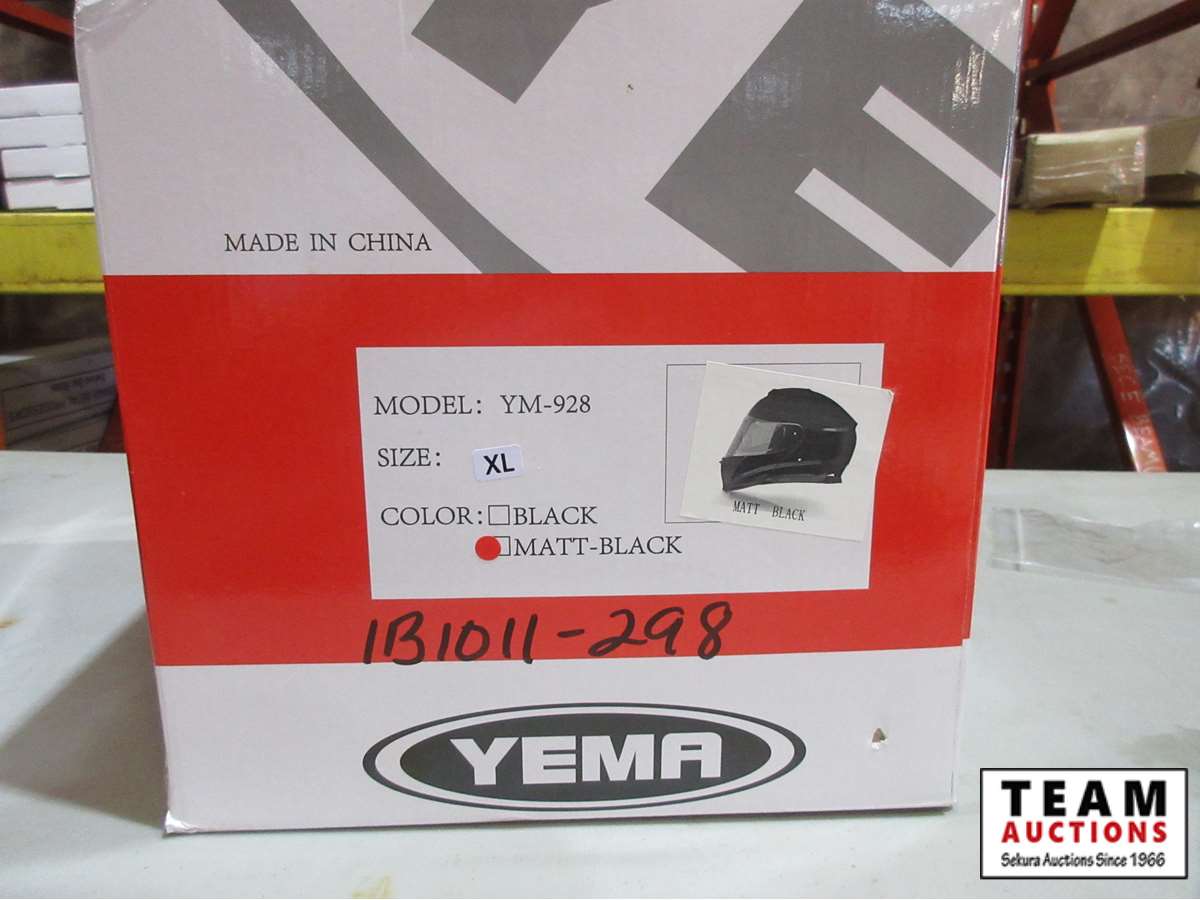 MADE IN CHINA
MODEL: YM-928
SIZE: XL
COLOR: BLACK
MATT-BLACK
MATT BLACK
1B1011-298
YEMA
TEAM
AUCTIONS
Sekura Auctions Since 1966